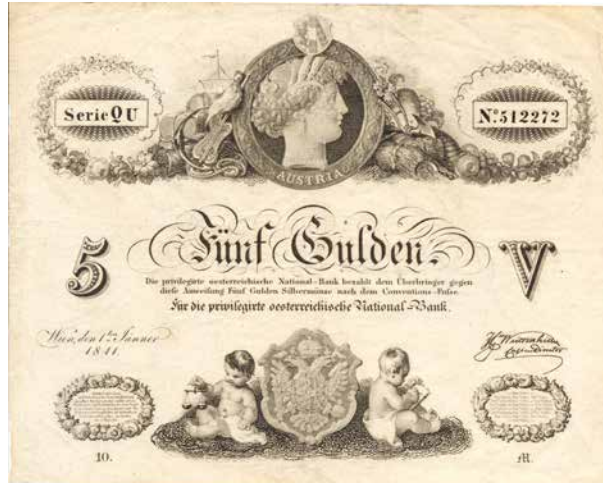 Serie QU
Nº 512272
AUSTRIA
5
Fünf Gulden.
V
Die privilegirte oesterreichische National-Bank bezahlt dem Überbringer gegen
diese Anweisung Fünf Gulden Silbermünze nach dem Conventions-Fusse.
Für die privilegirte oesterreichische National-Bank.
Wien, den 1ten Jänner
1841.
10.
M.